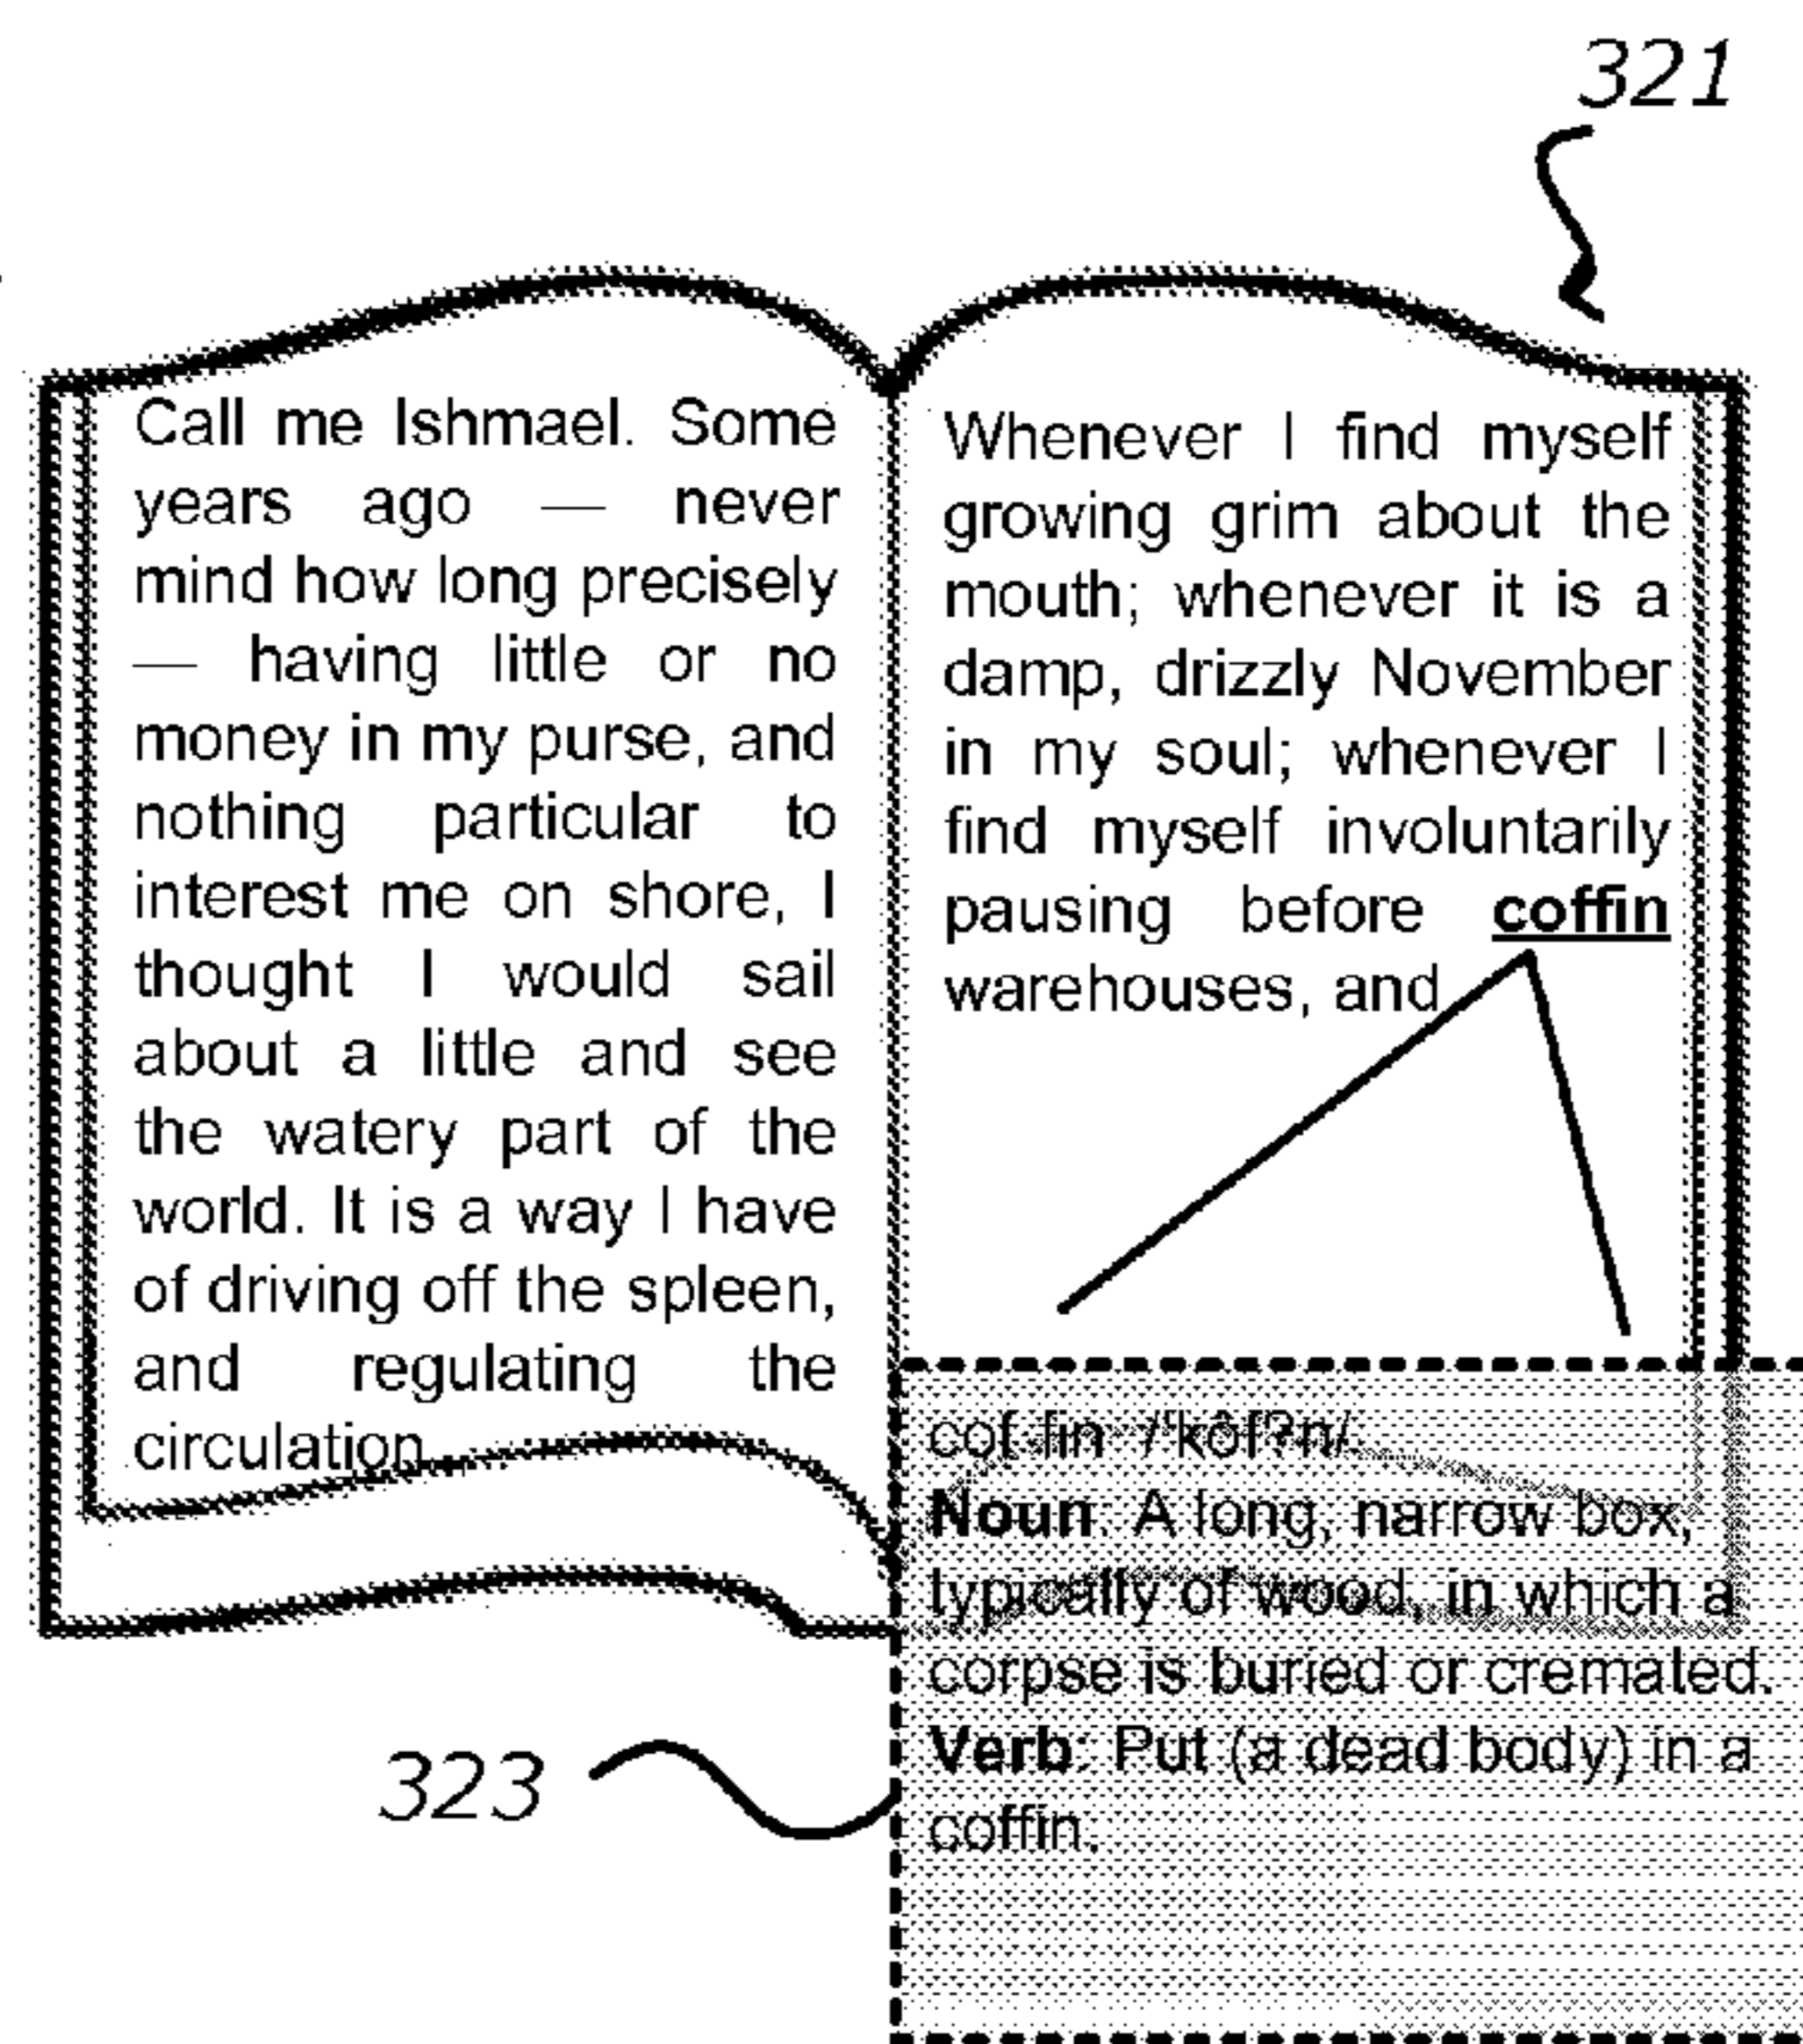 321
Call me Ishmael. Some
years ago — never
mind how long precisely
— having little or no
money in my purse, and
nothing particular to
interest me on shore, I
thought I would sail
about a little and see
the watery part of the
world. It is a way I have
of driving off the spleen,
and regulating the
circulation
Whenever I find myself
growing grim about the
mouth; whenever it is a
damp, drizzly November
in my soul; whenever I
find myself involuntarily
pausing before coffin
warehouses, and
cof·fin /ˈkôf?n/
Noun: A long, narrow box,
typically of wood, in which a
corpse is buried or cremated.
Verb: Put (a dead body) in a
coffin.
323